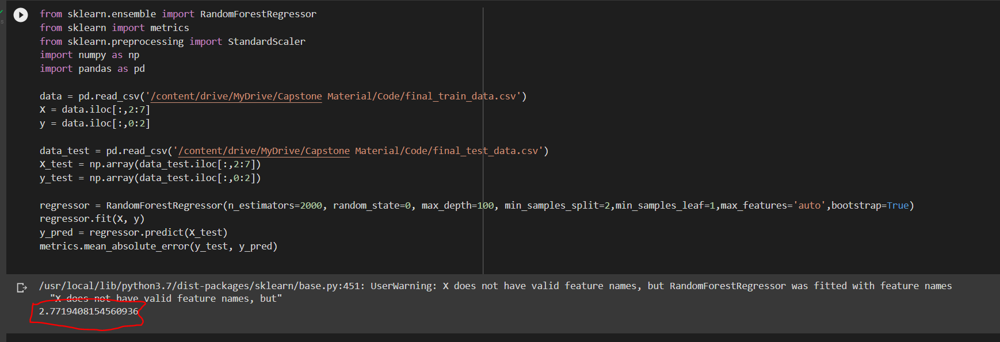 from sklearn.ensemble import RandomForestRegressor
from sklearn import metrics
from sklearn.preprocessing import StandardScaler
import numpy as np
import pandas as pd
data = pd.read_csv('/content/drive/MyDrive/Capstone Material/Code/final_train_data.csv')
X = data.iloc[:,2:7]
y = data.iloc[:,0:2]
data_test = pd.read_csv('/content/drive/MyDrive/Capstone Material/Code/final_test_data.csv')
X_test = np.array(data_test.iloc[:,2:7])
y_test = np.array(data_test.iloc[:,0:2])
regressor = RandomForestRegressor(n_estimators=2000, random_state=0, max_depth=100, min_samples_split=2,min_samples_leaf=1,max_features='auto',bootstrap=True)
regressor.fit(X, y)
y_pred = regressor.predict(X_test)
metrics.mean_absolute_error(y_test, y_pred)
/usr/local/lib/python3.7/dist-packages/sklearn/base.py:451: UserWarning: X does not have valid feature names, but RandomForestRegressor was fitted with feature names
"X does not have valid feature names, but"
2.7719408154560936